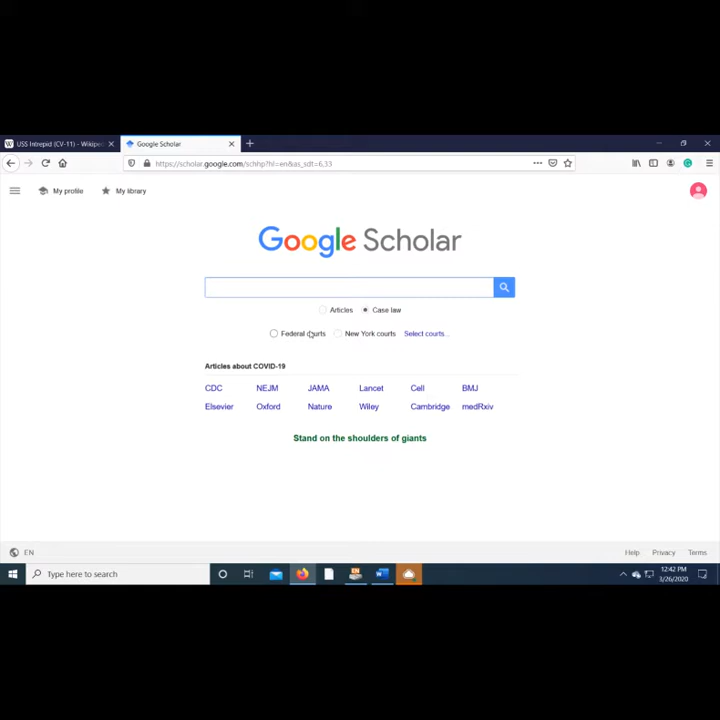 USS Intrepid (CV-11) - Wikiped
Google Scholar
https://scholar.google.com/schhp?hl=en&as_sdt=6,33
My profile
My library
Google Scholar
Articles
Case law
Federal courts
New York courts
Select courts...
Articles about COVID-19
CDC NEJM JAMA Lancet Cell BMJ
Elsevier Oxford Nature Wiley Cambridge medRxiv
Stand on the shoulders of giants
EN
Help Privacy Terms
Type here to search
12:42 PM
3/26/2020